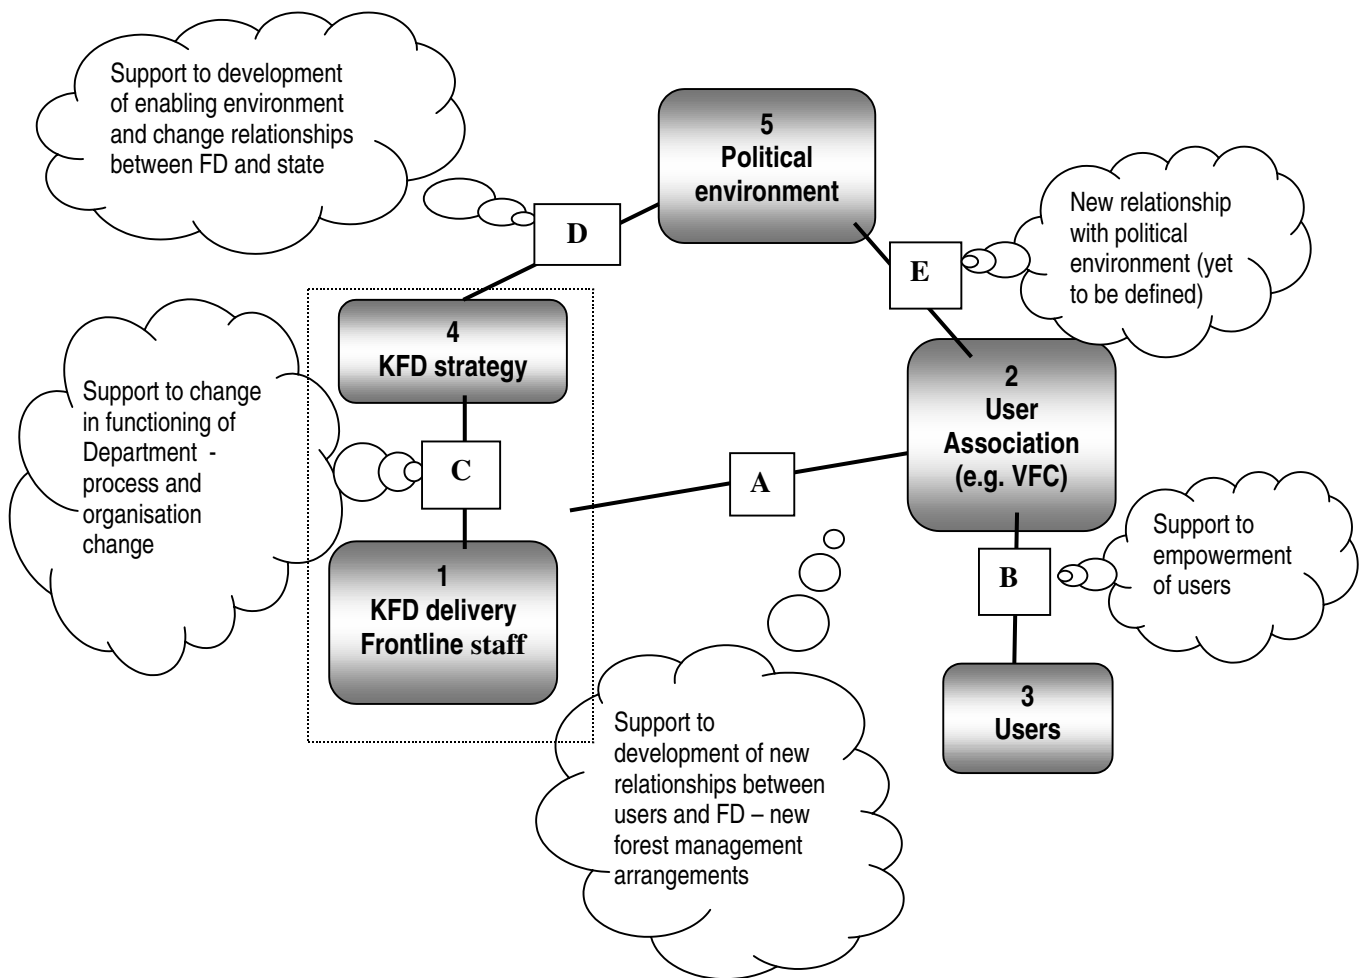 Support to development
of enabling environment
and change relationships
between FD and state
5
Political
environment
D
New relationship
with political
environment (yet
to be defined)
E
4
KFD strategy
2
User
Association
(e.g. VFC)
Support to change
in functioning of
Department -
process and
organisation
change
C
A
Support to
empowerment
of users
B
1
KFD delivery
Frontline staff
3
Users
Support to
development of new
relationships between
users and FD – new
forest management
arrangements